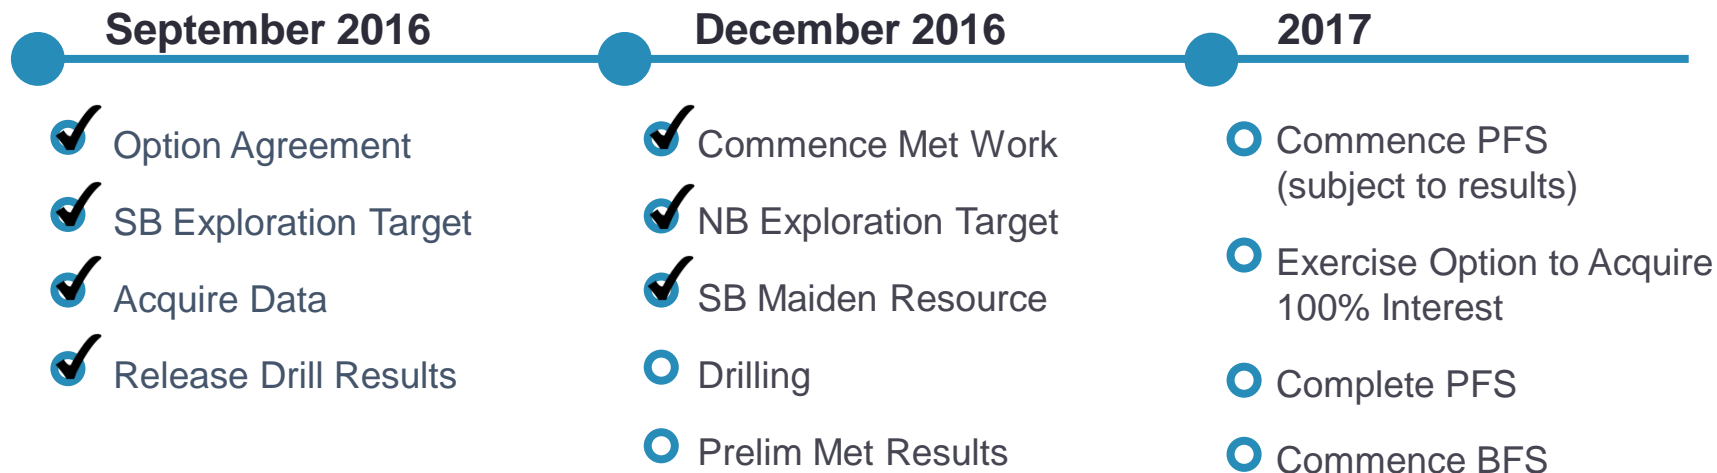 September 2016
Option Agreement
SB Exploration Target
Acquire Data
Release Drill Results
December 2016
Commence Met Work
NB Exploration Target
SB Maiden Resource
Drilling
Prelim Met Results
2017
Commence PFS
(subject to results)
Exercise Option to Acquire
100% Interest
Complete PFS
Commence BFS